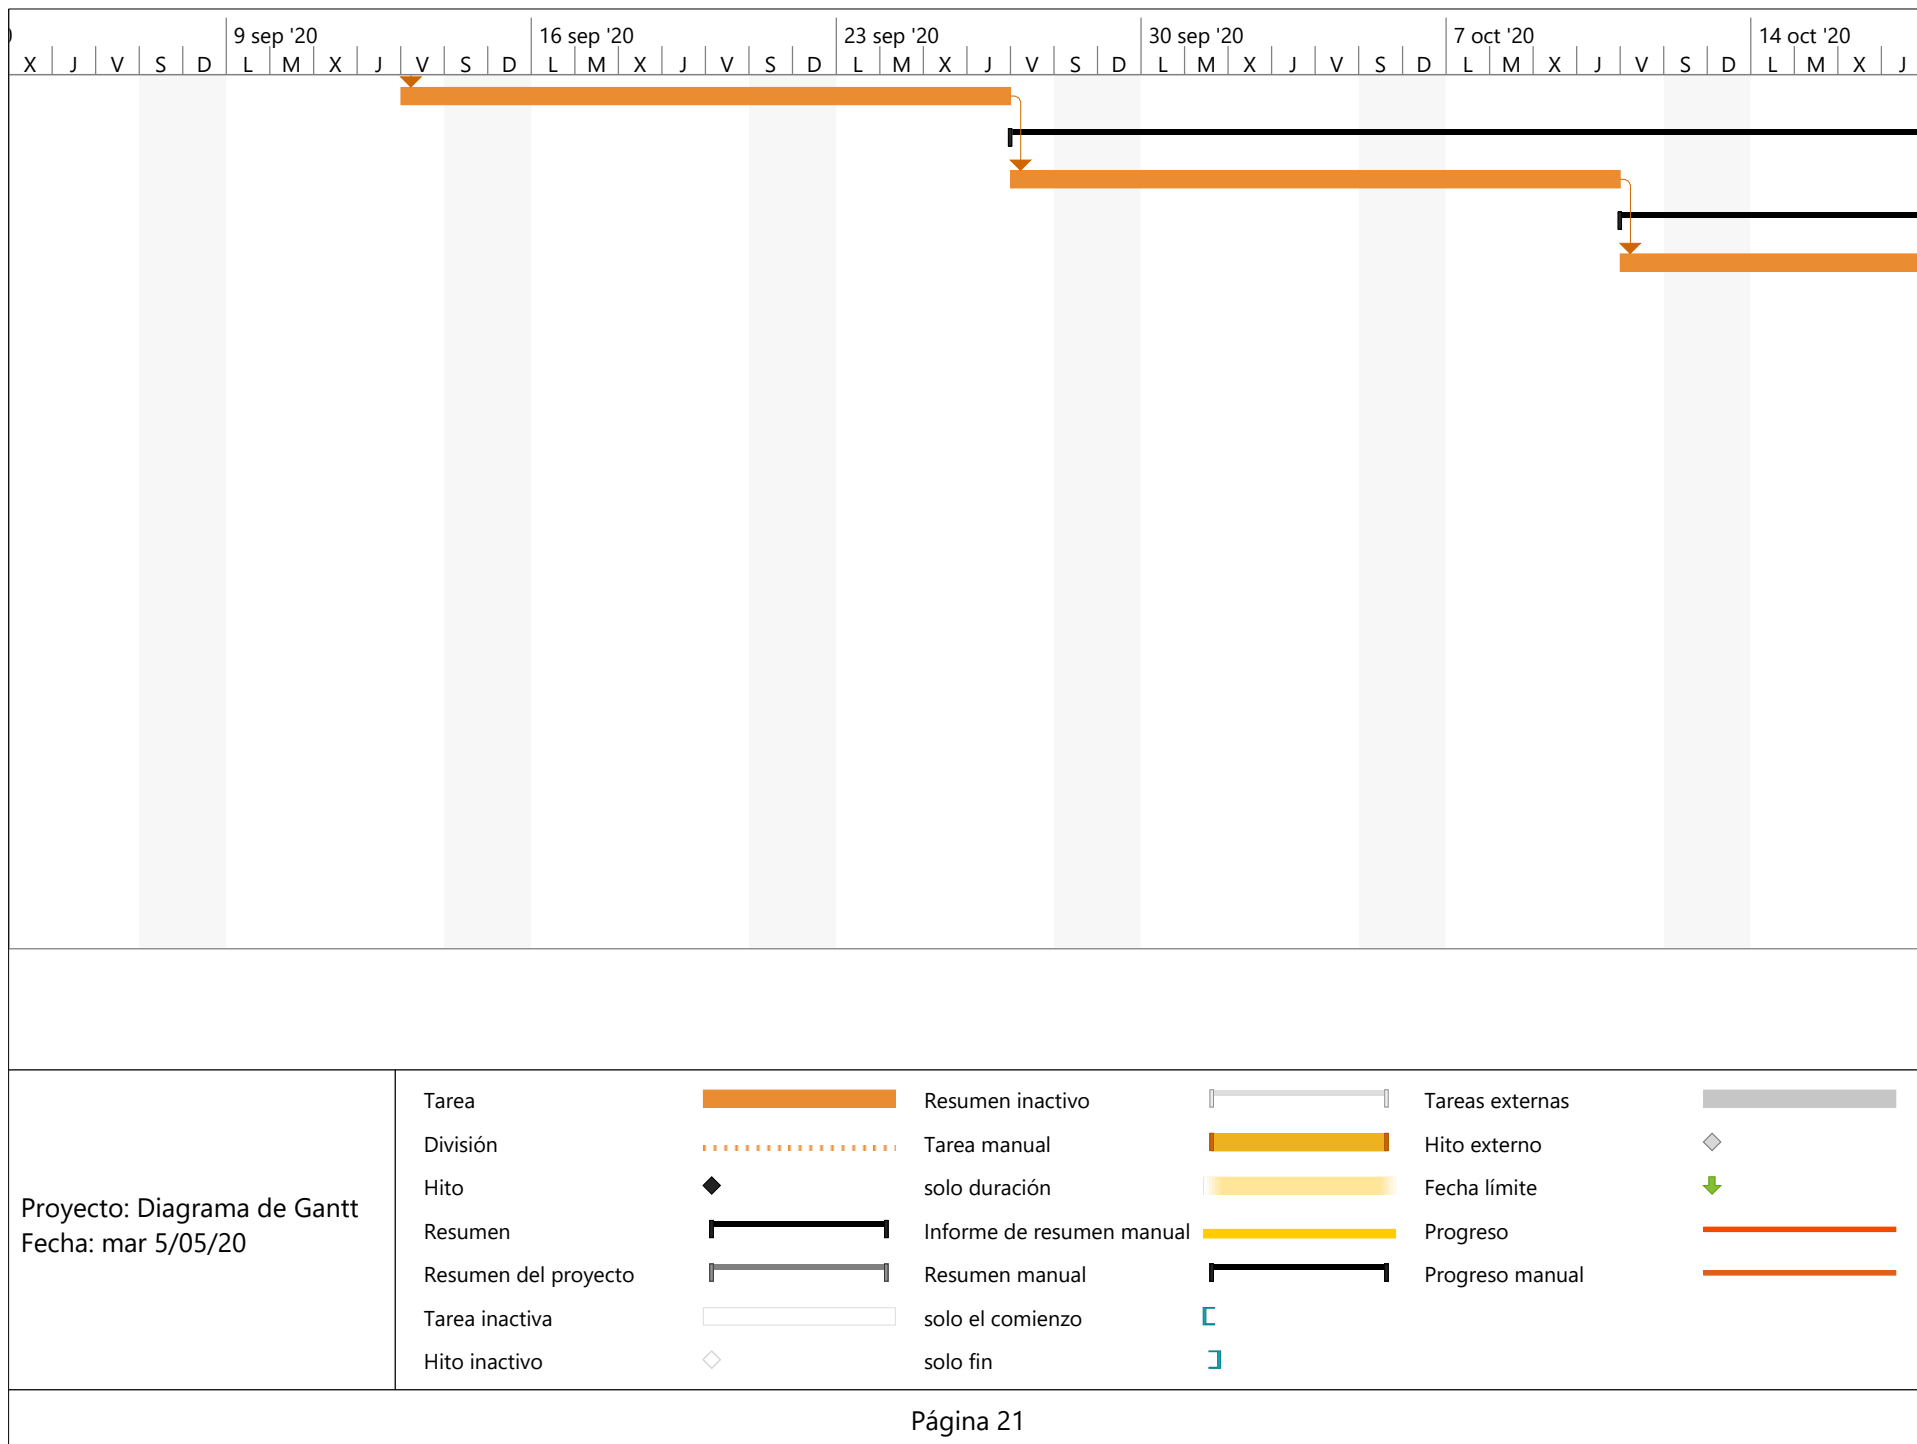 9 sep '20 16 sep '20 23 sep '20 30 sep '20 7 oct '20 14 oct '20
X J V S D L M X J V S D L M X J V S D L M X J V S D L M X J V S D L M X J V S D L M X J
Tarea
División
Hito
Resumen
Resumen del proyecto
Tarea inactiva
Hito inactivo
Resumen inactivo
Tarea manual
solo duración
Informe de resumen manual
Resumen manual
solo el comienzo
solo fin
Tareas externas
Hito externo
Fecha límite
Progreso
Progreso manual
Proyecto: Diagrama de Gantt
Fecha: mar 5/05/20
Página 21